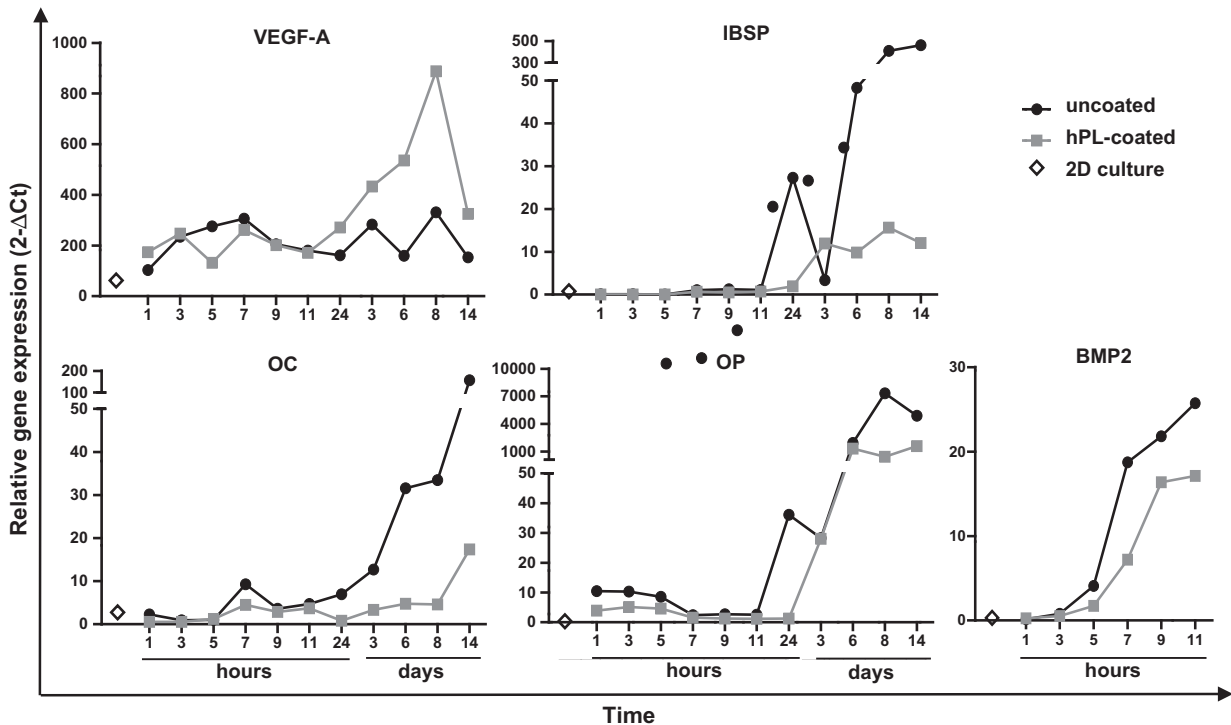 VEGF-A
1000
800
600
400
200
0
1 3 5 7 9 11 24 3 6 8 14
IBSP
500
300
50
40
30
20
10
0
1 3 5 7 9 11 24 3 6 8 14
uncoated
hPL-coated
2D culture
Relative gene expression (2-ΔCt)
OC
200
100
50
40
30
20
10
0
1 3 5 7 9 11 24 3 6 8 14
hours days
OP
10000
7000
4000
1000
50
40
30
20
10
0
1 3 5 7 9 11 24 3 6 8 14
hours days
BMP2
30
20
10
0
1 3 5 7 9 11
hours
Time